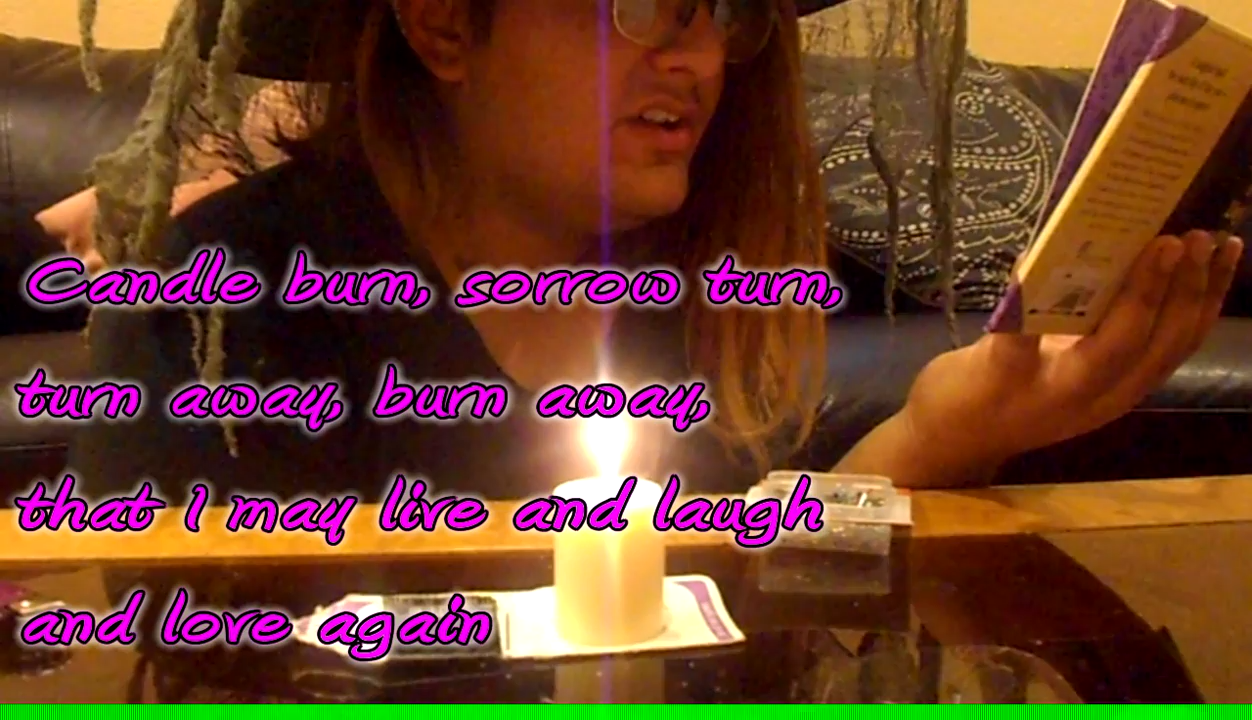 Candle burn, sorrow turn,
turn away, burn away,
that I may live and laugh
and love again